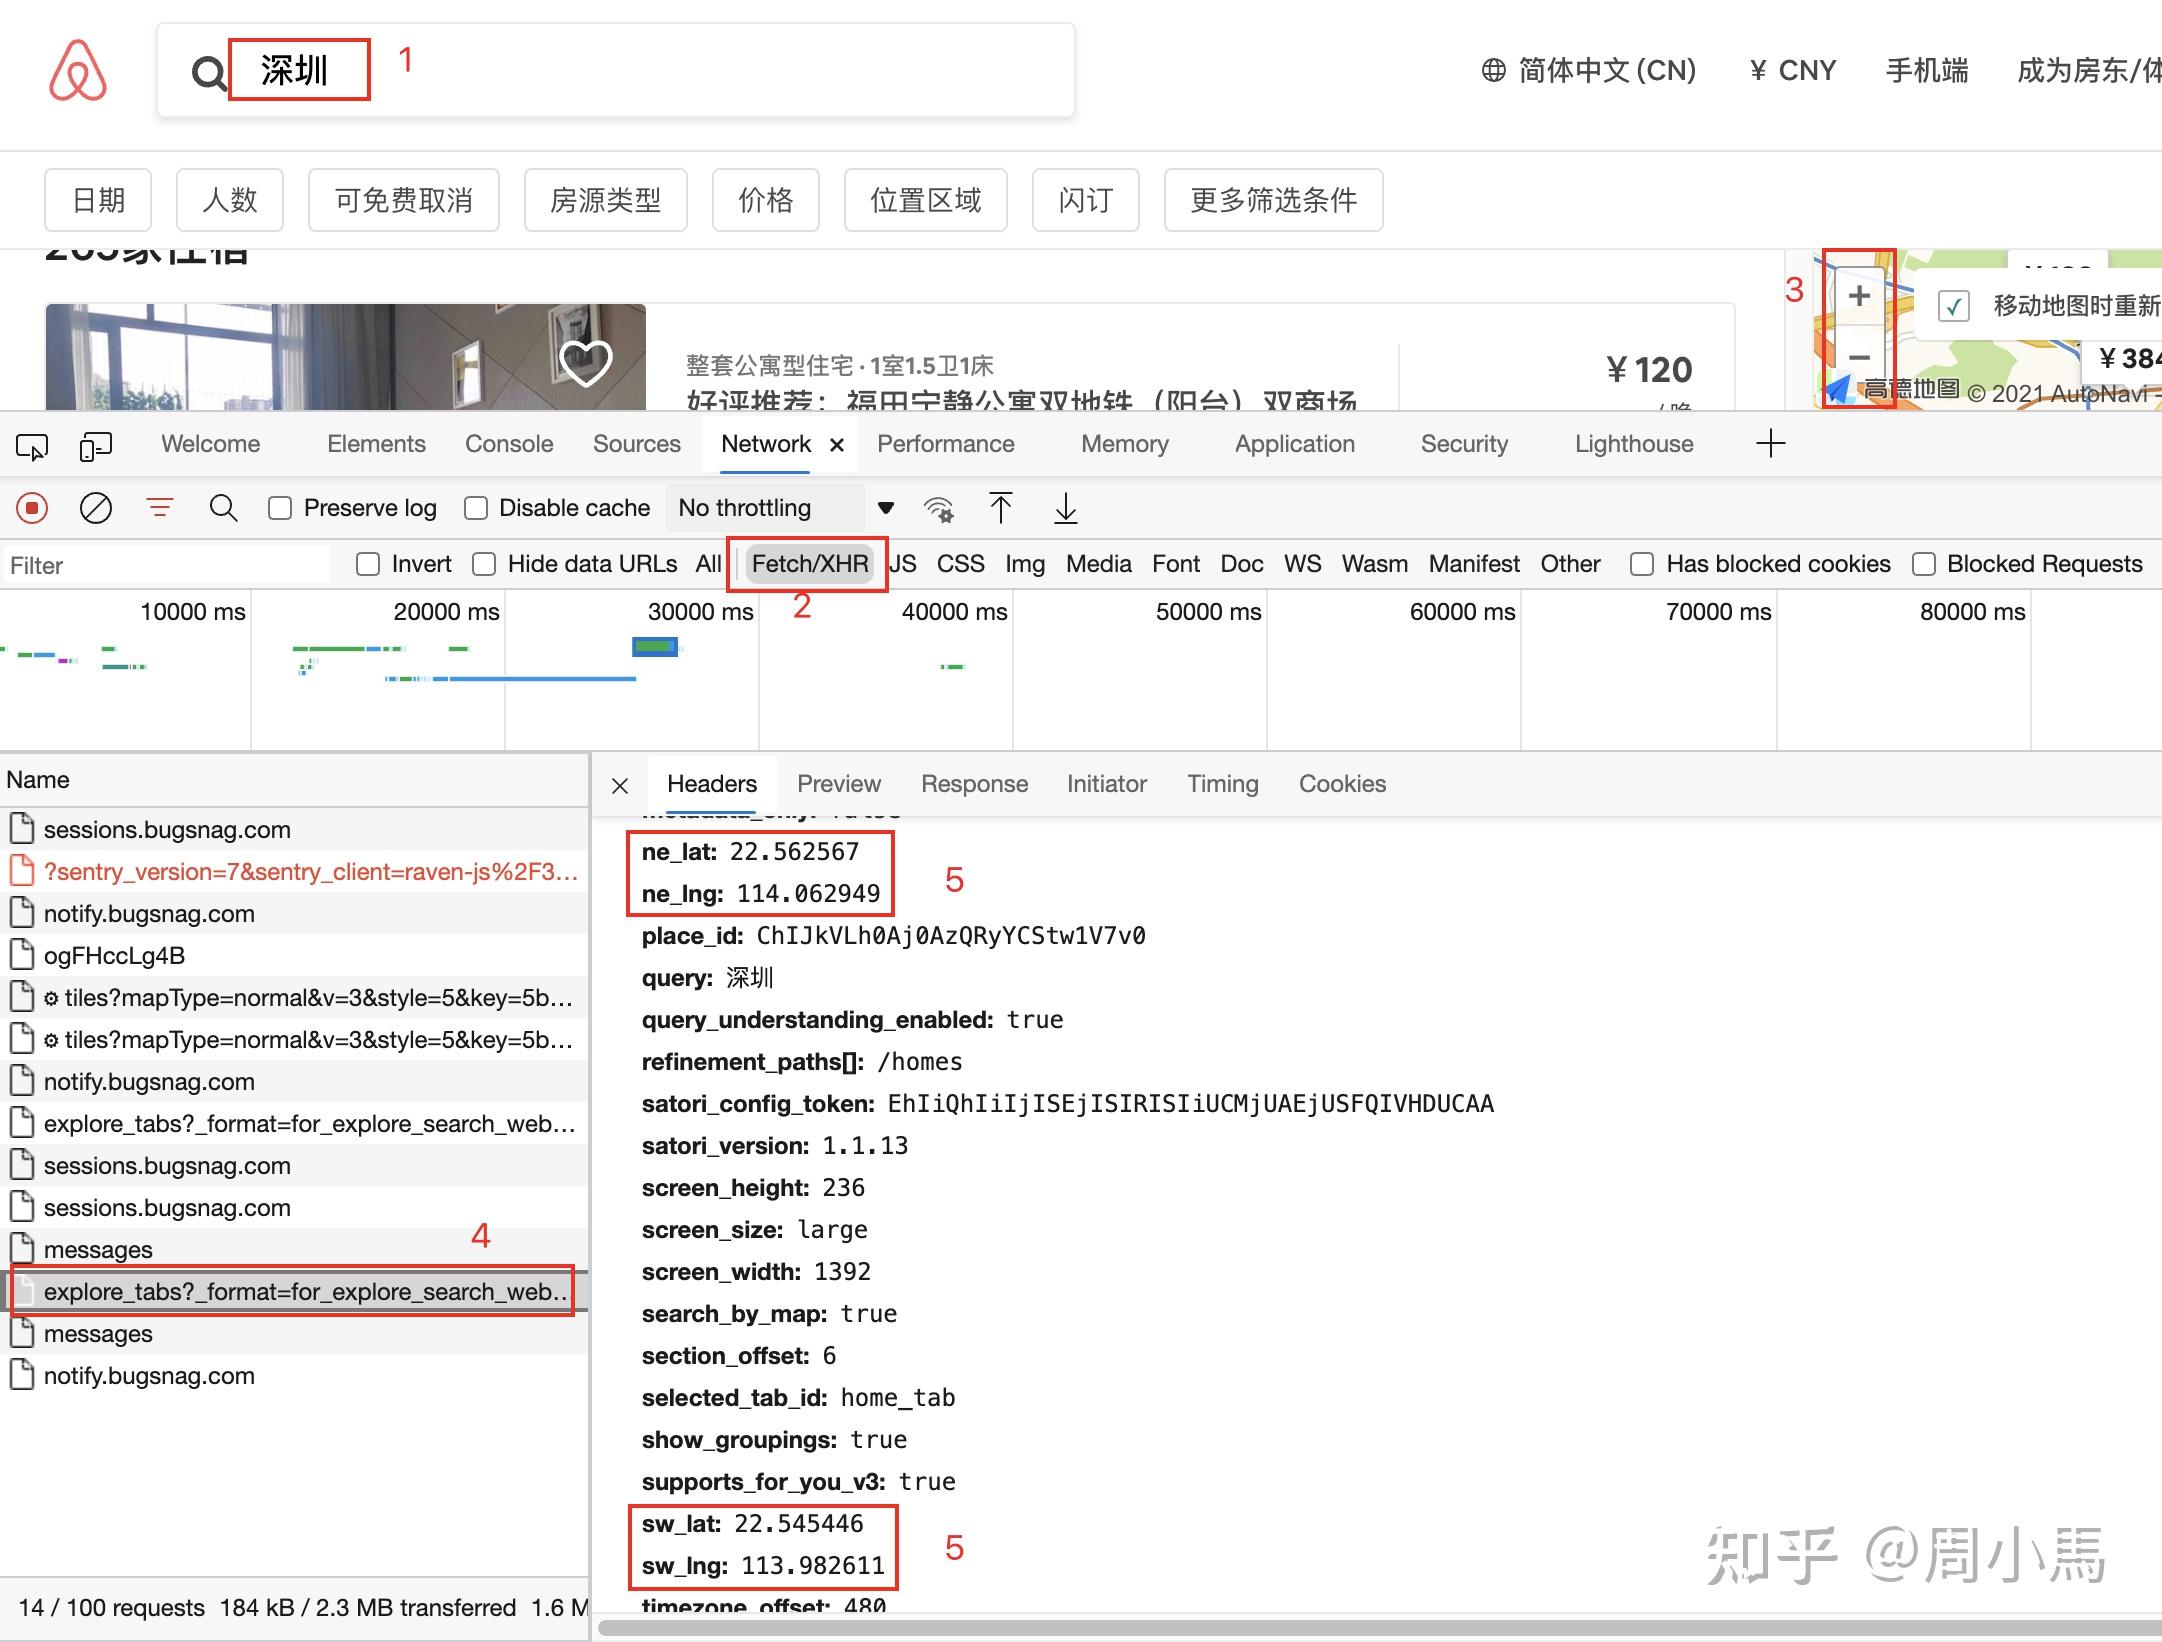 深圳
1
简体中文(CN)
¥ CNY
手机端
成为房东/体
日期
人数
可免费取消
房源类型
价格
位置区域
闪订
更多筛选条件
整套公寓型住宅 · 1室1.5卫1床
¥120
好评推荐：福田宁静公寓双地铁（阳台）双商场
3
+
−
移动地图时重新
¥384
高德地图 © 2021 AutoNavi -
Welcome
Elements
Console
Sources
Network
Performance
Memory
Application
Security
Lighthouse
Preserve log
Disable cache
No throttling
Filter
Invert
Hide data URLs
All
Fetch/XHR
JS
CSS
Img
Media
Font
Doc
WS
Wasm
Manifest
Other
Has blocked cookies
Blocked Requests
2
10000 ms
20000 ms
30000 ms
40000 ms
50000 ms
60000 ms
70000 ms
80000 ms
Name
sessions.bugsnag.com
?sentry_version=7&sentry_client=raven-js%2F3...
notify.bugsnag.com
ogFHccLg4B
tiles?mapType=normal&v=3&style=5&key=5b...
tiles?mapType=normal&v=3&style=5&key=5b...
notify.bugsnag.com
explore_tabs?_format=for_explore_search_web...
sessions.bugsnag.com
sessions.bugsnag.com
4
messages
explore_tabs?_format=for_explore_search_web...
messages
notify.bugsnag.com
14 / 100 requests
184 kB / 2.3 MB transferred
1.6 M
Headers
Preview
Response
Initiator
Timing
Cookies
metadata_only: false
ne_lat: 22.562567
ne_lng: 114.062949
5
place_id: ChIJkVLh0Aj0AzQRyYCStw1V7v0
query: 深圳
query_understanding_enabled: true
refinement_paths[]: /homes
satori_config_token: EhIiQhIiIjISEjISIRISIiUCMjUAEjUSFQIVHDUCAA
satori_version: 1.1.13
screen_height: 236
screen_size: large
screen_width: 1392
search_by_map: true
section_offset: 6
selected_tab_id: home_tab
show_groupings: true
supports_for_you_v3: true
sw_lat: 22.545446
sw_lng: 113.982611
5
timezone_offset: 480
知乎 @周小馬